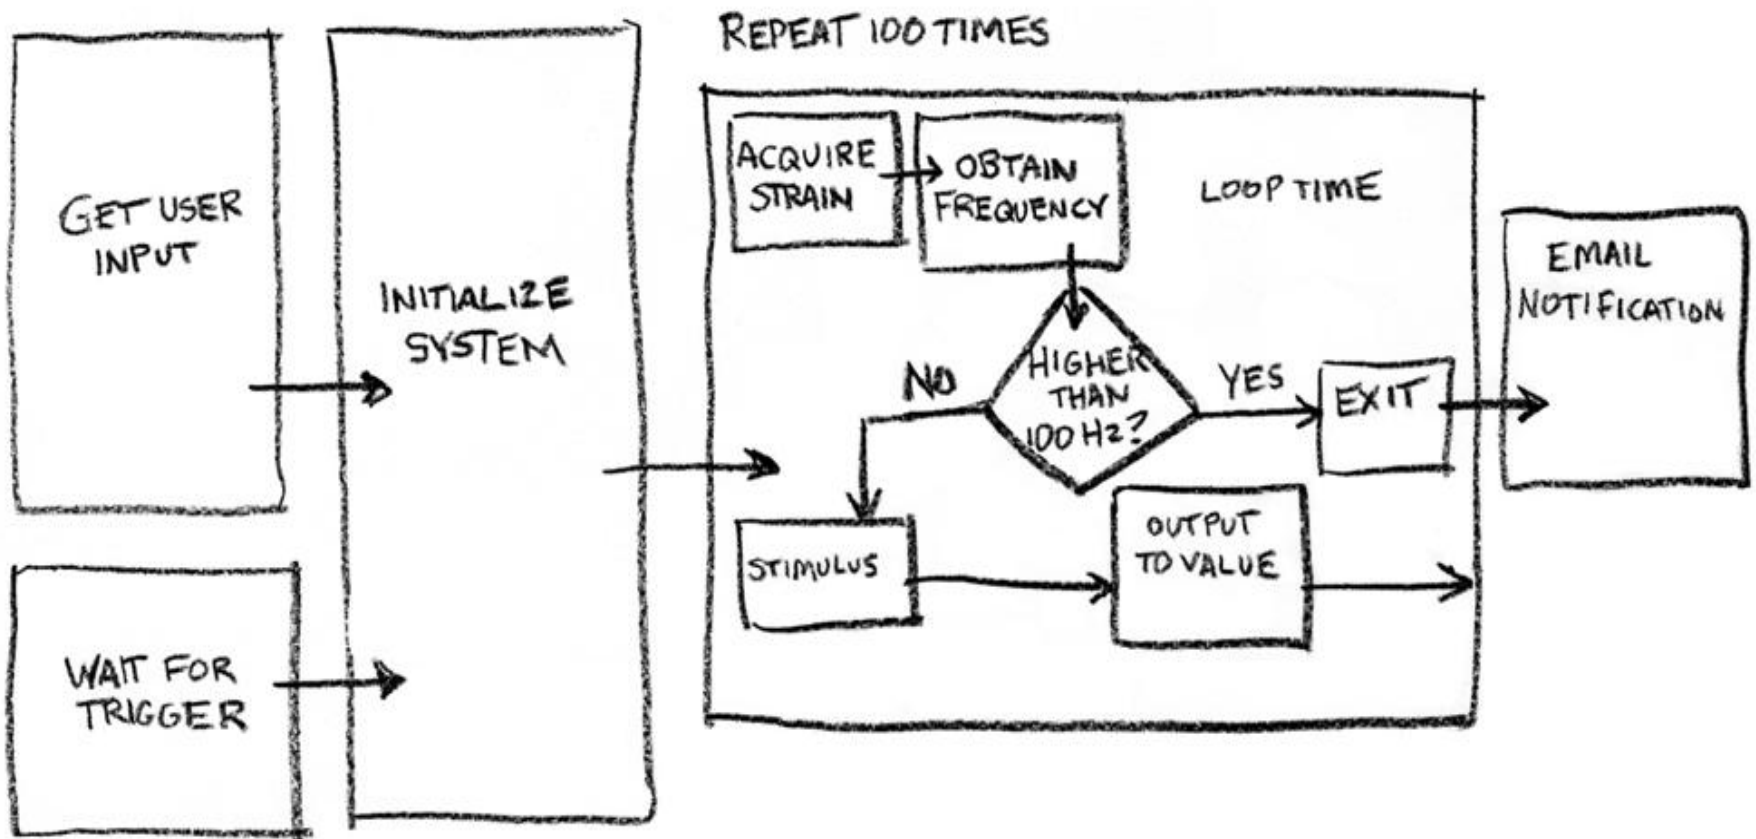 GET USER
INPUT
WAIT FOR
TRIGGER
INITIALIZE
SYSTEM
REPEAT 100 TIMES
ACQUIRE
STRAIN
OBTAIN
FREQUENCY
LOOP TIME
HIGHER
THAN
100 Hz?
NO
YES
EXIT
STIMULUS
OUTPUT
TO VALUE
EMAIL
NOTIFICATION